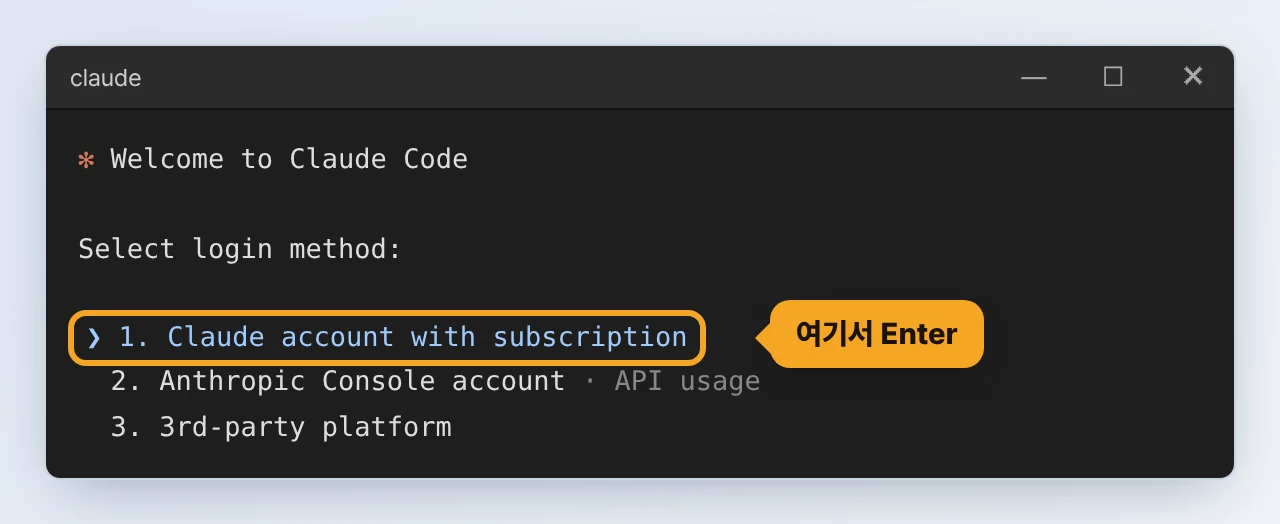 claude
✻ Welcome to Claude Code
Select login method:
❯ 1. Claude account with subscription
여기서 Enter
2. Anthropic Console account · API usage
3. 3rd-party platform